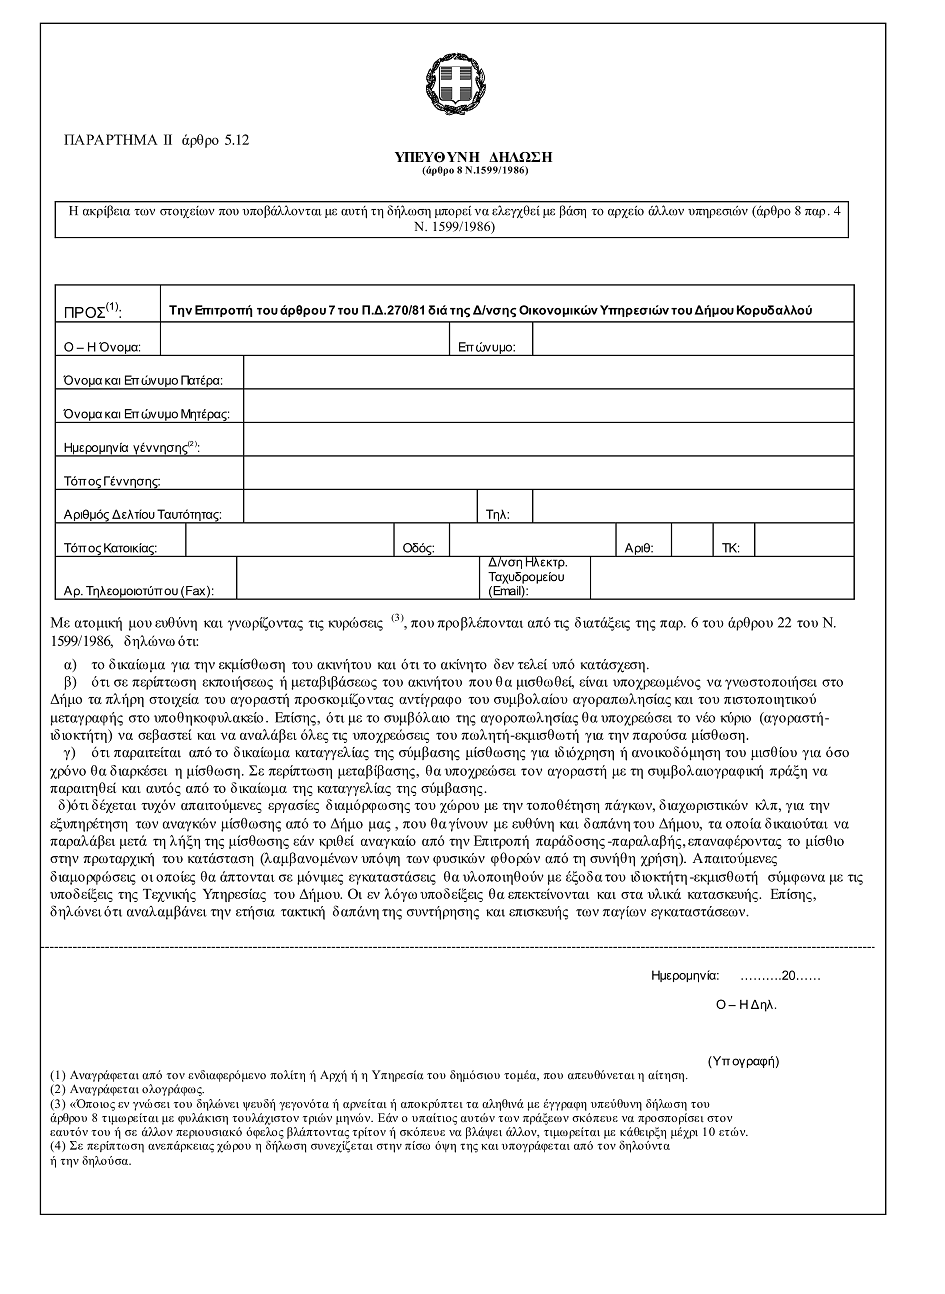 ΠΑΡΑΡΤΗΜΑ ΙΙ άρθρο 5.12
ΥΠΕΥΘΥΝΗ ΔΗΛΩΣΗ
(άρθρο 8 Ν.1599/1986)
Η ακρίβεια των στοιχείων που υποβάλλονται με αυτή τη δήλωση μπορεί να ελεγχθεί με βάση το αρχείο άλλων υπηρεσιών (άρθρο 8 παρ. 4
Ν. 1599/1986)
ΠΡΟΣ(1): Την Επιτροπή του άρθρου 7 του Π.Δ.270/81 διά της Δ/νσης Οικονομικών Υπηρεσιών του Δήμου Κορυδαλλού
Ο – Η Όνομα: Επώνυμο:
Όνομα και Επώνυμο Πατέρα:
Όνομα και Επώνυμο Μητέρας:
Ημερομηνία γέννησης(2):
Τόπος Γέννησης:
Αριθμός Δελτίου Ταυτότητας: Τηλ:
Τόπος Κατοικίας: Οδός: Αριθ: ΤΚ:
Αρ. Τηλεομοιοτύπου (Fax): Δ/νση Ηλεκτρ.
Ταχυδρομείου
(Εmail):
Με ατομική μου ευθύνη και γνωρίζοντας τις κυρώσεις (3), που προβλέπονται από τις διατάξεις της παρ. 6 του άρθρου 22 του Ν.
1599/1986, δηλώνω ότι:
α) το δικαίωμα για την εκμίσθωση του ακινήτου και ότι το ακίνητο δεν τελεί υπό κατάσχεση.
β) ότι σε περίπτωση εκποιήσεως ή μεταβιβάσεως του ακινήτου που θα μισθωθεί, είναι υποχρεωμένος να γνωστοποιήσει στο
Δήμο τα πλήρη στοιχεία του αγοραστή προσκομίζοντας αντίγραφο του συμβολαίου αγοραπωλησίας και του πιστοποιητικού
μεταγραφής στο υποθηκοφυλακείο. Επίσης, ότι με το συμβόλαιο της αγοροπωλησίας θα υποχρεώσει το νέο κύριο (αγοραστή-
ιδιοκτήτη) να σεβαστεί και να αναλάβει όλες τις υποχρεώσεις του πωλητή-εκμισθωτή για την παρούσα μίσθωση.
γ) ότι παραιτείται από το δικαίωμα καταγγελίας της σύμβασης μίσθωσης για ιδιόχρηση ή ανοικοδόμηση του μισθίου για όσο
χρόνο θα διαρκέσει η μίσθωση. Σε περίπτωση μεταβίβασης, θα υποχρεώσει τον αγοραστή με τη συμβολαιογραφική πράξη να
παραιτηθεί και αυτός από το δικαίωμα της καταγγελίας της σύμβασης.
δ)ότι δέχεται τυχόν απαιτούμενες εργασίες διαμόρφωσης του χώρου με την τοποθέτηση πάγκων, διαχωριστικών κλπ, για την
εξυπηρέτηση των αναγκών μίσθωσης από το Δήμο μας , που θα γίνουν με ευθύνη και δαπάνη του Δήμου, τα οποία δικαιούται να
παραλάβει μετά τη λήξη της μίσθωσης εάν κριθεί αναγκαίο από την Επιτροπή παράδοσης-παραλαβής, επαναφέροντας το μίσθιο
στην πρωταρχική του κατάσταση (λαμβανομένων υπόψη των φυσικών φθορών από τη συνήθη χρήση). Απαιτούμενες
διαμορφώσεις οι οποίες θα άπτονται σε μόνιμες εγκαταστάσεις θα υλοποιηθούν με έξοδα του ιδιοκτήτη-εκμισθωτή σύμφωνα με τις
υποδείξεις της Τεχνικής Υπηρεσίας του Δήμου. Οι εν λόγω υποδείξεις θα επεκτείνονται και στα υλικά κατασκευής. Επίσης,
δηλώνει ότι αναλαμβάνει την ετήσια τακτική δαπάνη της συντήρησης και επισκευής των παγίων εγκαταστάσεων.
Ημερομηνία: ……….20……
Ο – Η Δηλ.
(Υπογραφή)
(1) Αναγράφεται από τον ενδιαφερόμενο πολίτη ή Αρχή ή η Υπηρεσία του δημόσιου τομέα, που απευθύνεται η αίτηση.
(2) Αναγράφεται ολογράφως.
(3) «Όποιος εν γνώσει του δηλώνει ψευδή γεγονότα ή αρνείται ή αποκρύπτει τα αληθινά με έγγραφη υπεύθυνη δήλωση του
άρθρου 8 τιμωρείται με φυλάκιση τουλάχιστον τριών μηνών. Εάν ο υπαίτιος αυτών των πράξεων σκόπευε να προσπορίσει στον
εαυτόν του ή σε άλλον περιουσιακό όφελος βλάπτοντας τρίτον ή σκόπευε να βλάψει άλλον, τιμωρείται με κάθειρξη μέχρι 10 ετών.
(4) Σε περίπτωση ανεπάρκειας χώρου η δήλωση συνεχίζεται στην πίσω όψη της και υπογράφεται από τον δηλούντα
ή την δηλούσα.